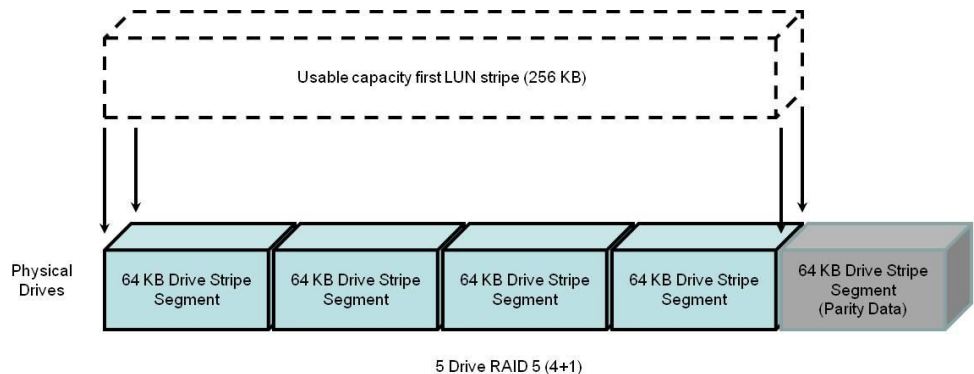 Usable capacity first LUN stripe (256 KB)
Physical
Drives
64 KB Drive Stripe
Segment
64 KB Drive Stripe
Segment
64 KB Drive Stripe
Segment
64 KB Drive Stripe
Segment
64 KB Drive Stripe
Segment
(Parity Data)
5 Drive RAID 5 (4+1)